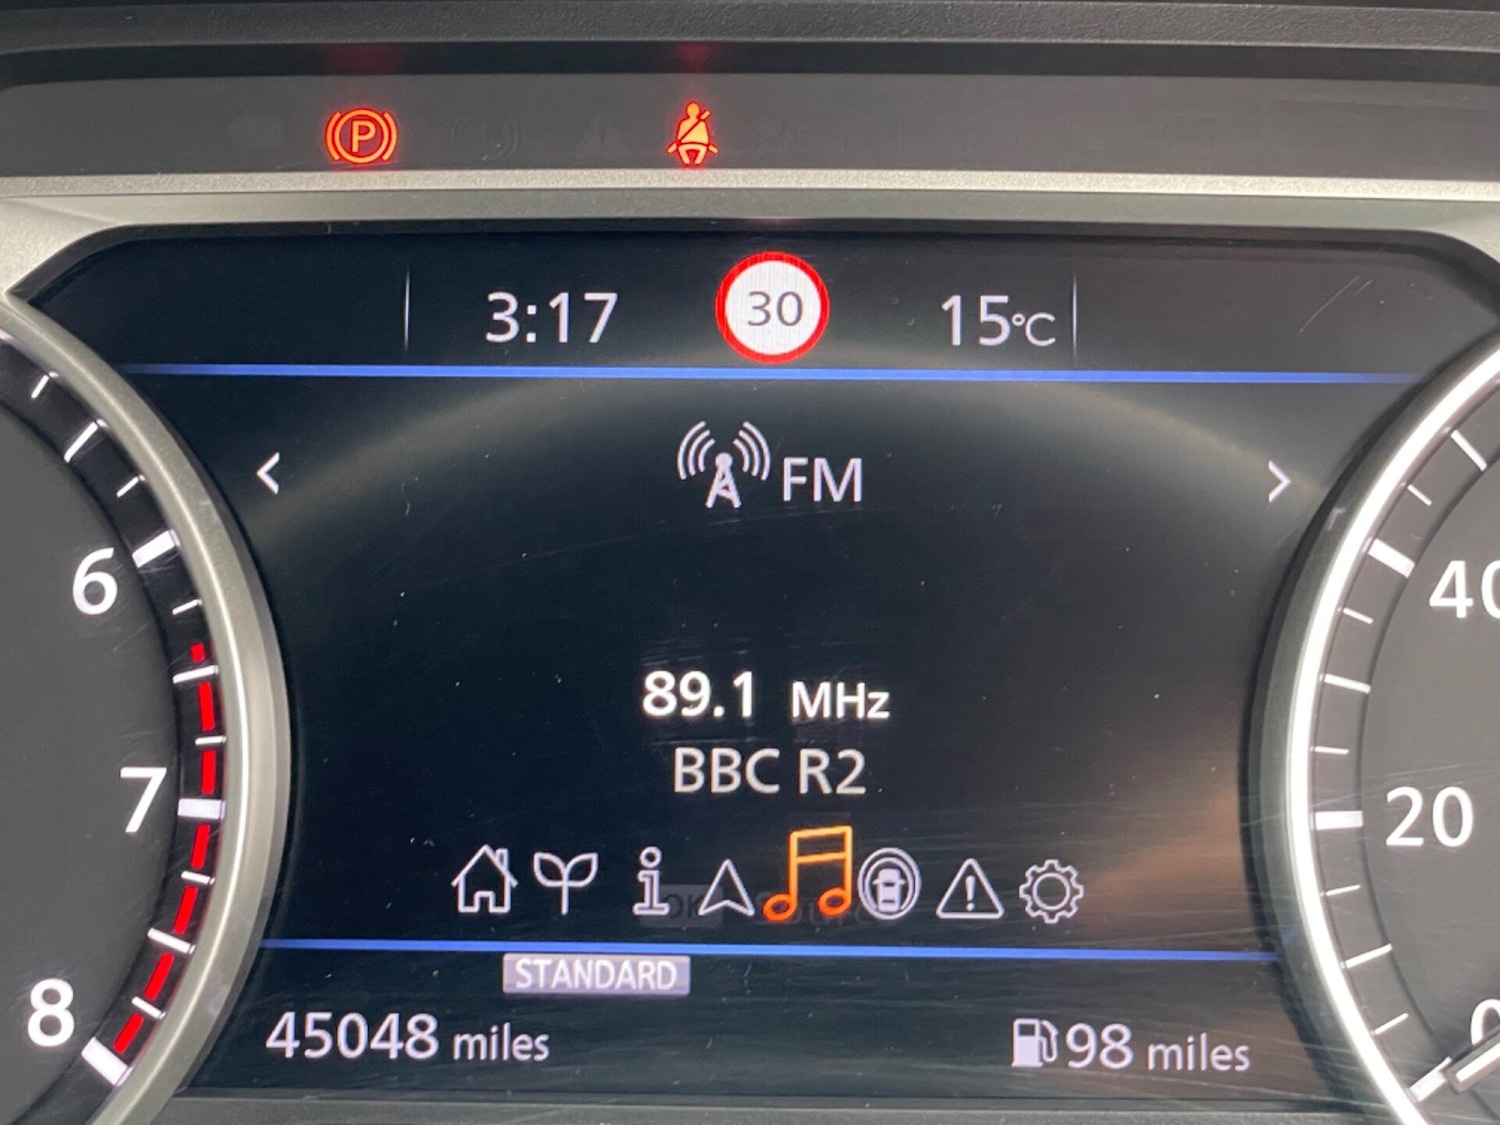 P
3:17 30 15°C
FM
6
40
89.1 MHz
BBC R2
7
20
i
STANDARD
8
45048 miles
98 miles
0